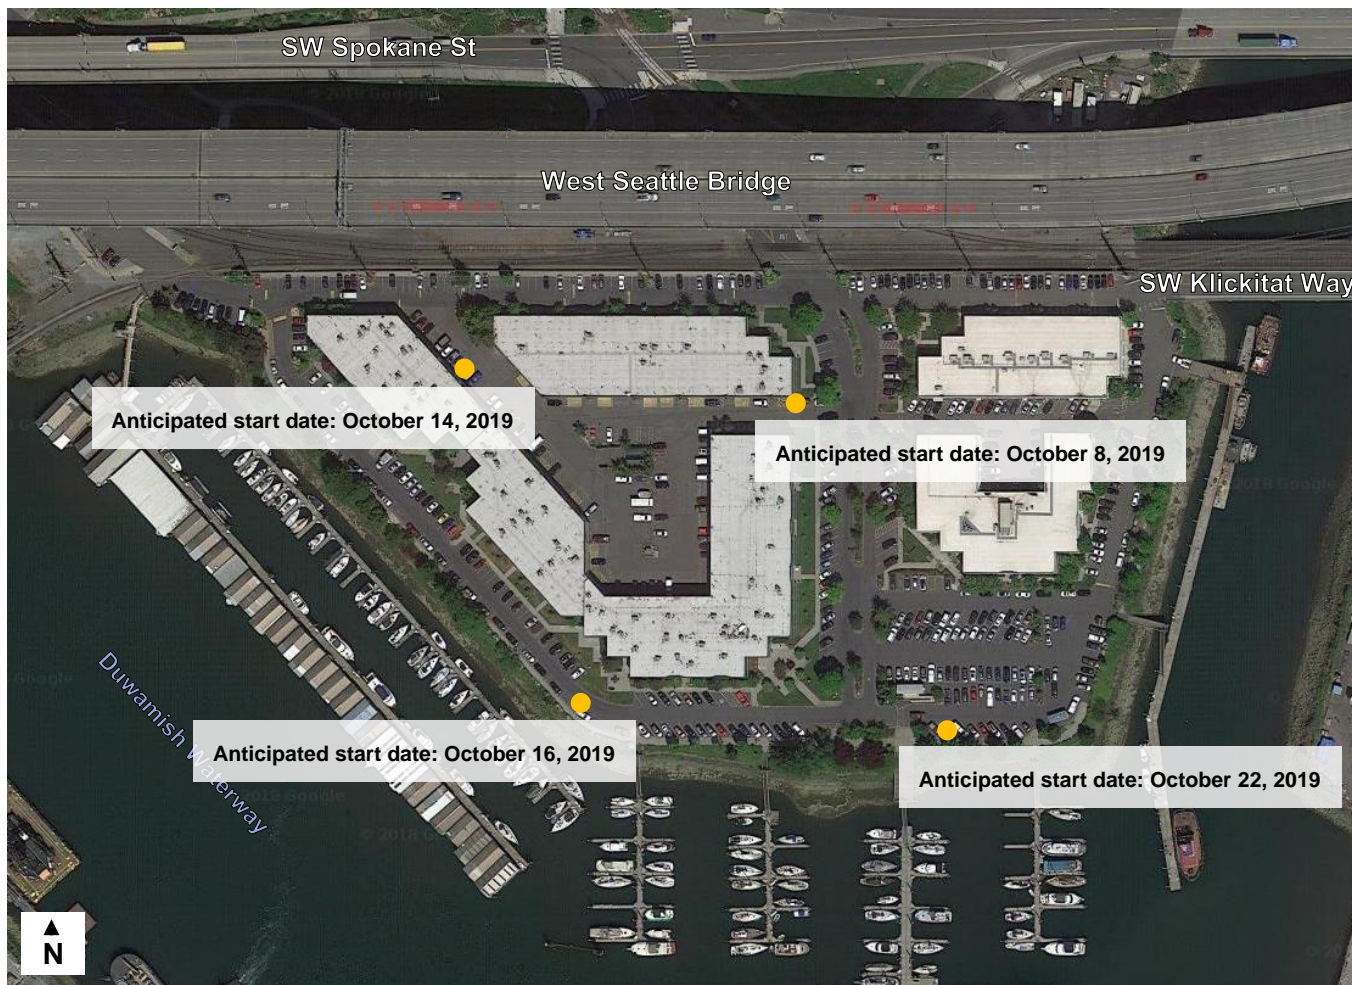 SW Spokane St
West Seattle Bridge
SW Klickitat Way
Anticipated start date: October 14, 2019
Anticipated start date: October 8, 2019
Duwamish Waterway
Anticipated start date: October 16, 2019
Anticipated start date: October 22, 2019
N